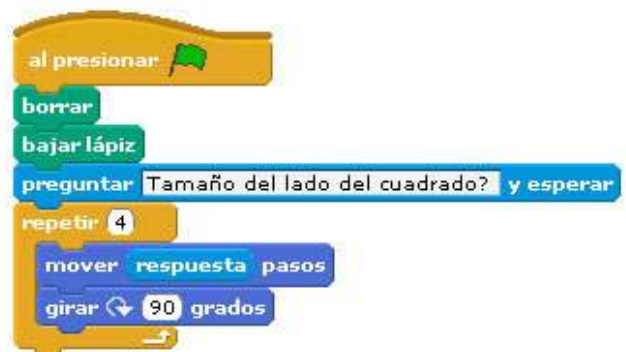 al presionar
borrar
bajar lápiz
preguntar Tamaño del lado del cuadrado? y esperar
repetir 4
mover respuesta pasos
girar 90 grados